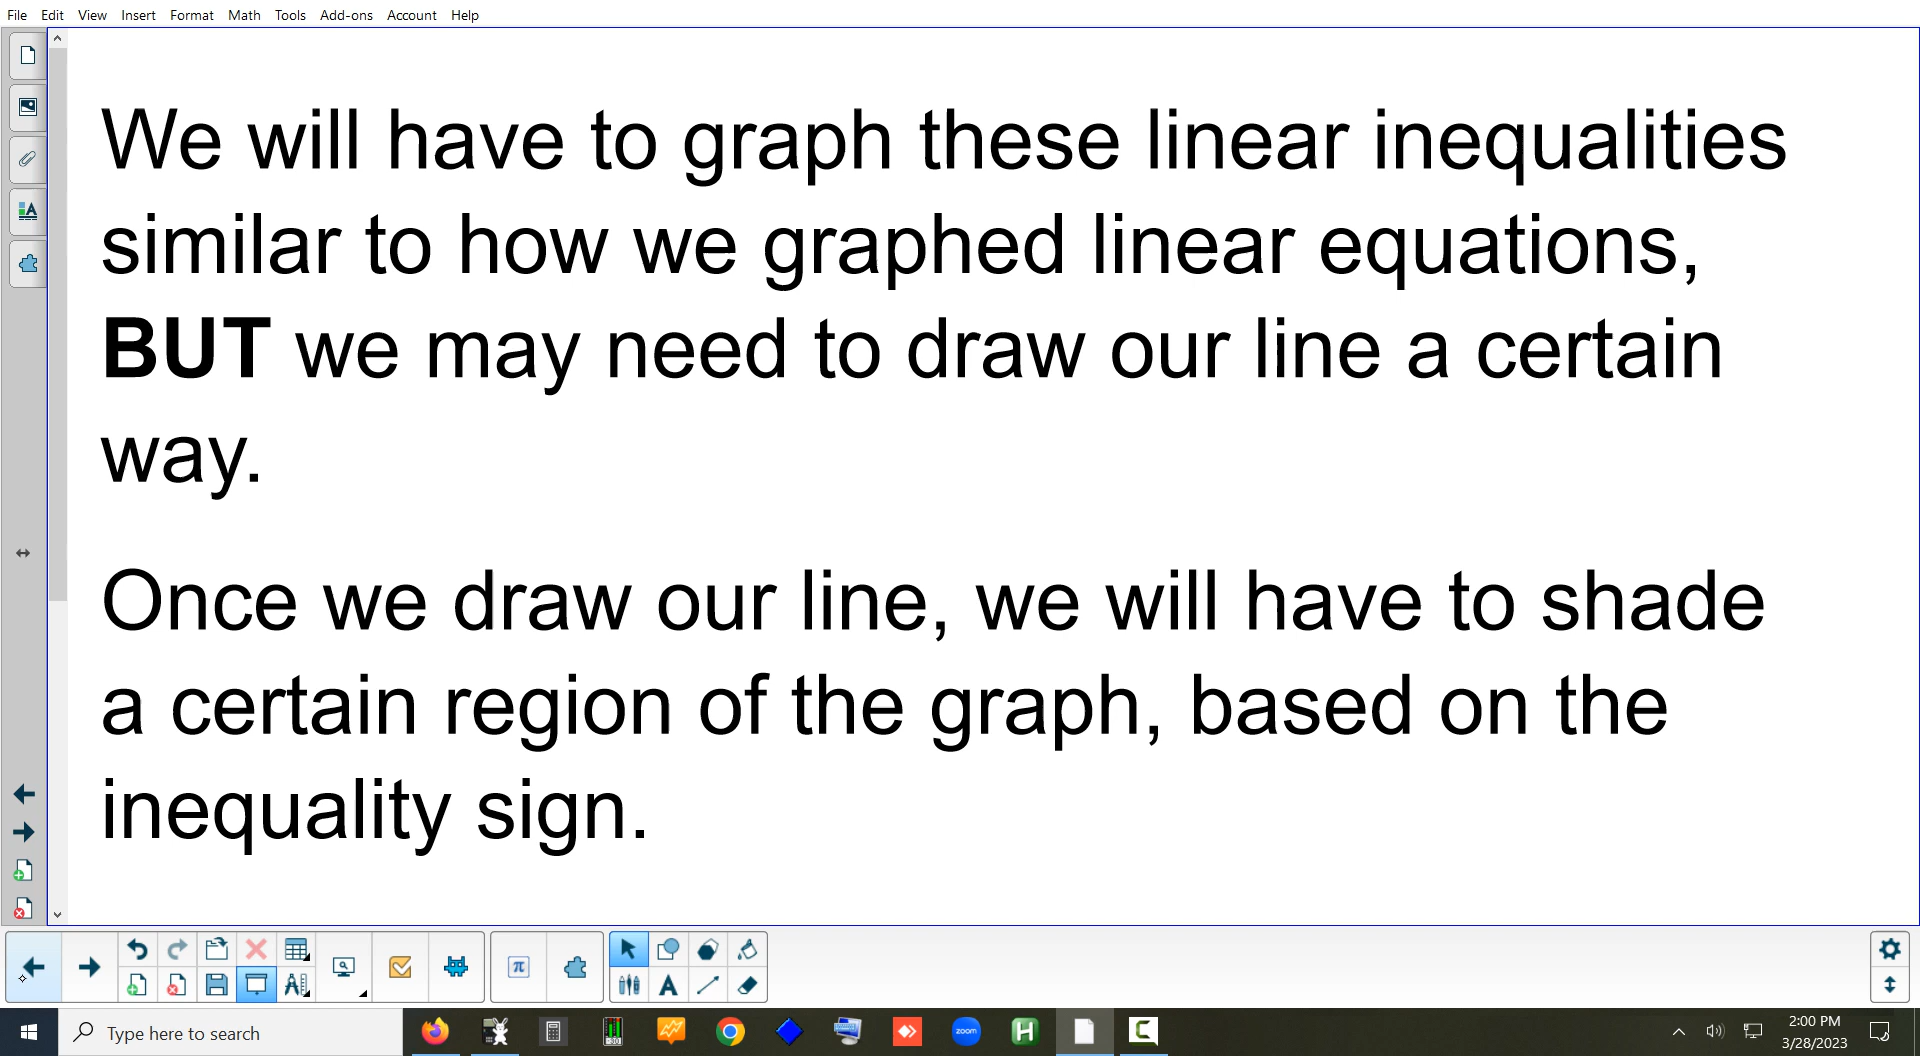 File Edit View Insert Format Math Tools Add-ons Account Help
We will have to graph these linear inequalities
similar to how we graphed linear equations,
BUT we may need to draw our line a certain
way.
Once we draw our line, we will have to shade
a certain region of the graph, based on the
inequality sign.
A
π
A
Type here to search
zoom
H
C
2:00 PM
3/28/2023